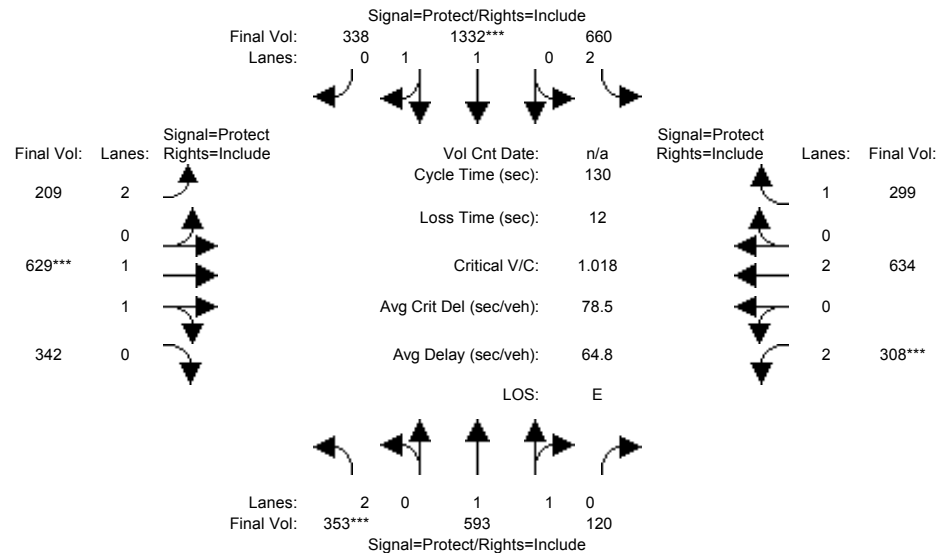 Signal=Protect/Rights=Include
Final Vol: 338 1332*** 660
Lanes: 0 1 1 0 2
Signal=Protect
Final Vol: Lanes: Rights=Include
Vol Cnt Date: n/a
Signal=Protect
Rights=Include Lanes: Final Vol:
Cycle Time (sec): 130
209 2
1 299
Loss Time (sec): 12
0
0
629*** 1
Critical V/C: 1.018
2 634
1
Avg Crit Del (sec/veh): 78.5
0
342 0
Avg Delay (sec/veh): 64.8
2 308***
LOS: E
Lanes: 2 0 1 1 0
Final Vol: 353*** 593 120
Signal=Protect/Rights=Include